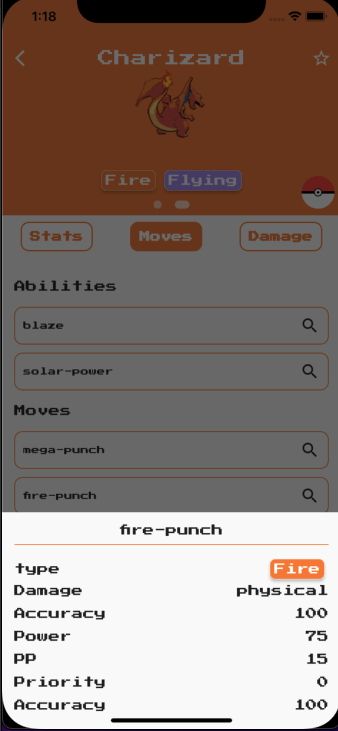 1:18
Charizard
Fire Flying
Stats Moves Damage
Abilities
blaze
solar-power
Moves
mega-punch
fire-punch
fire-punch
type Fire
Damage physical
Accuracy 100
Power 75
PP 15
Priority 0
Accuracy 100